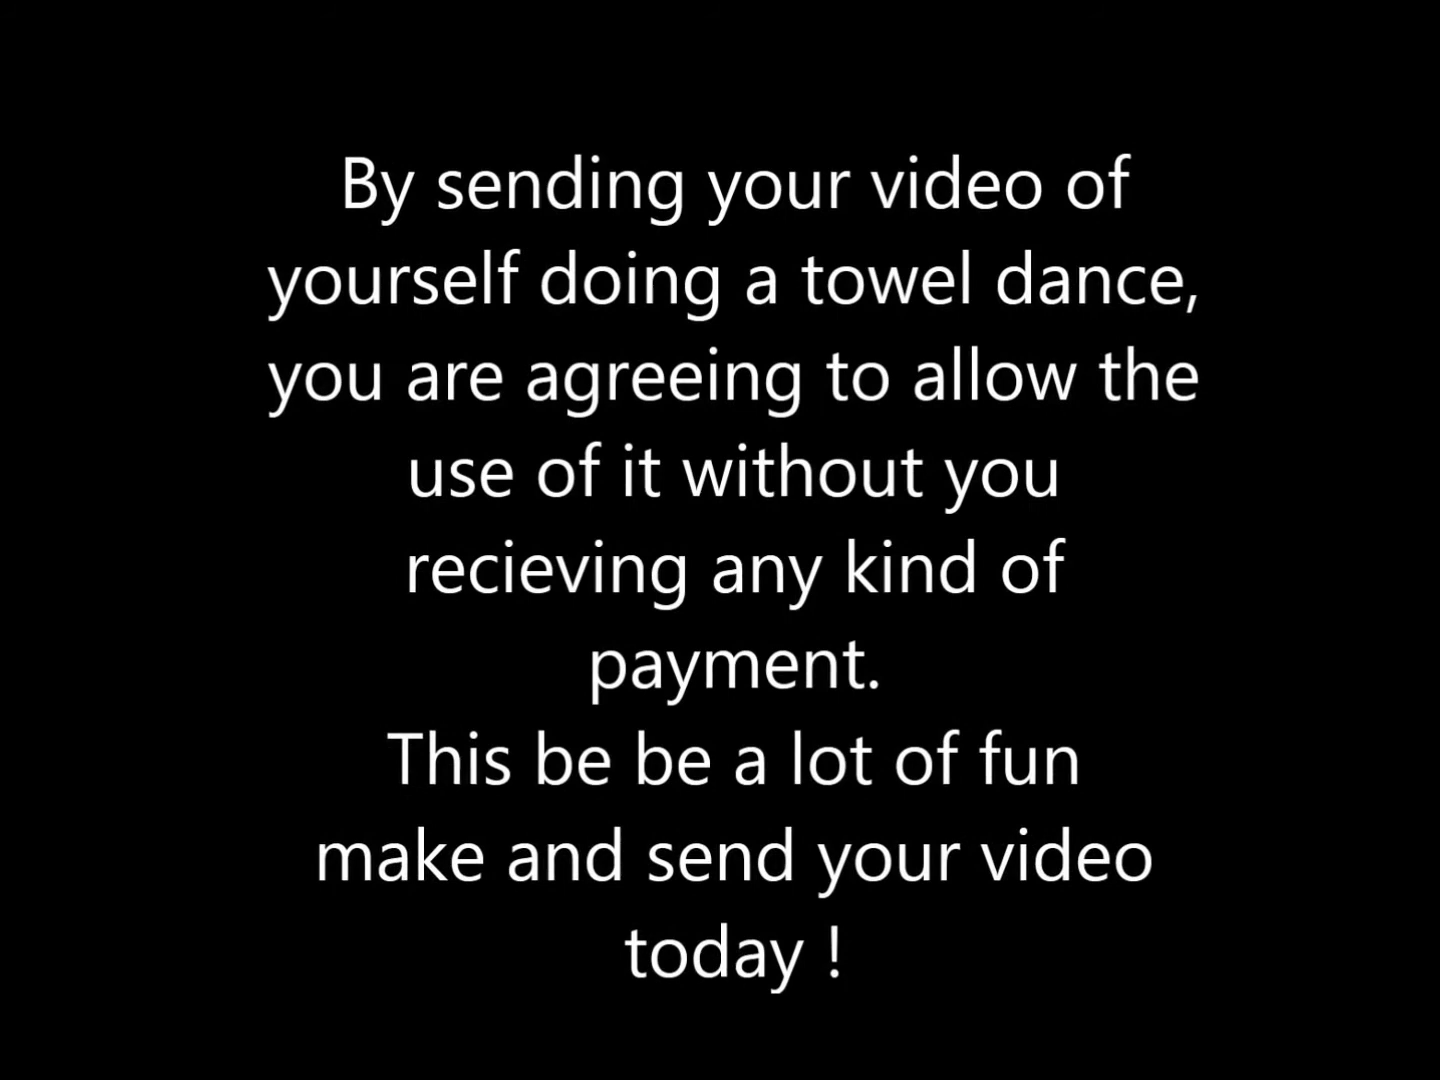 By sending your video of
yourself doing a towel dance,
you are agreeing to allow the
use of it without you
recieving any kind of
payment.
This be be a lot of fun
make and send your video
today !